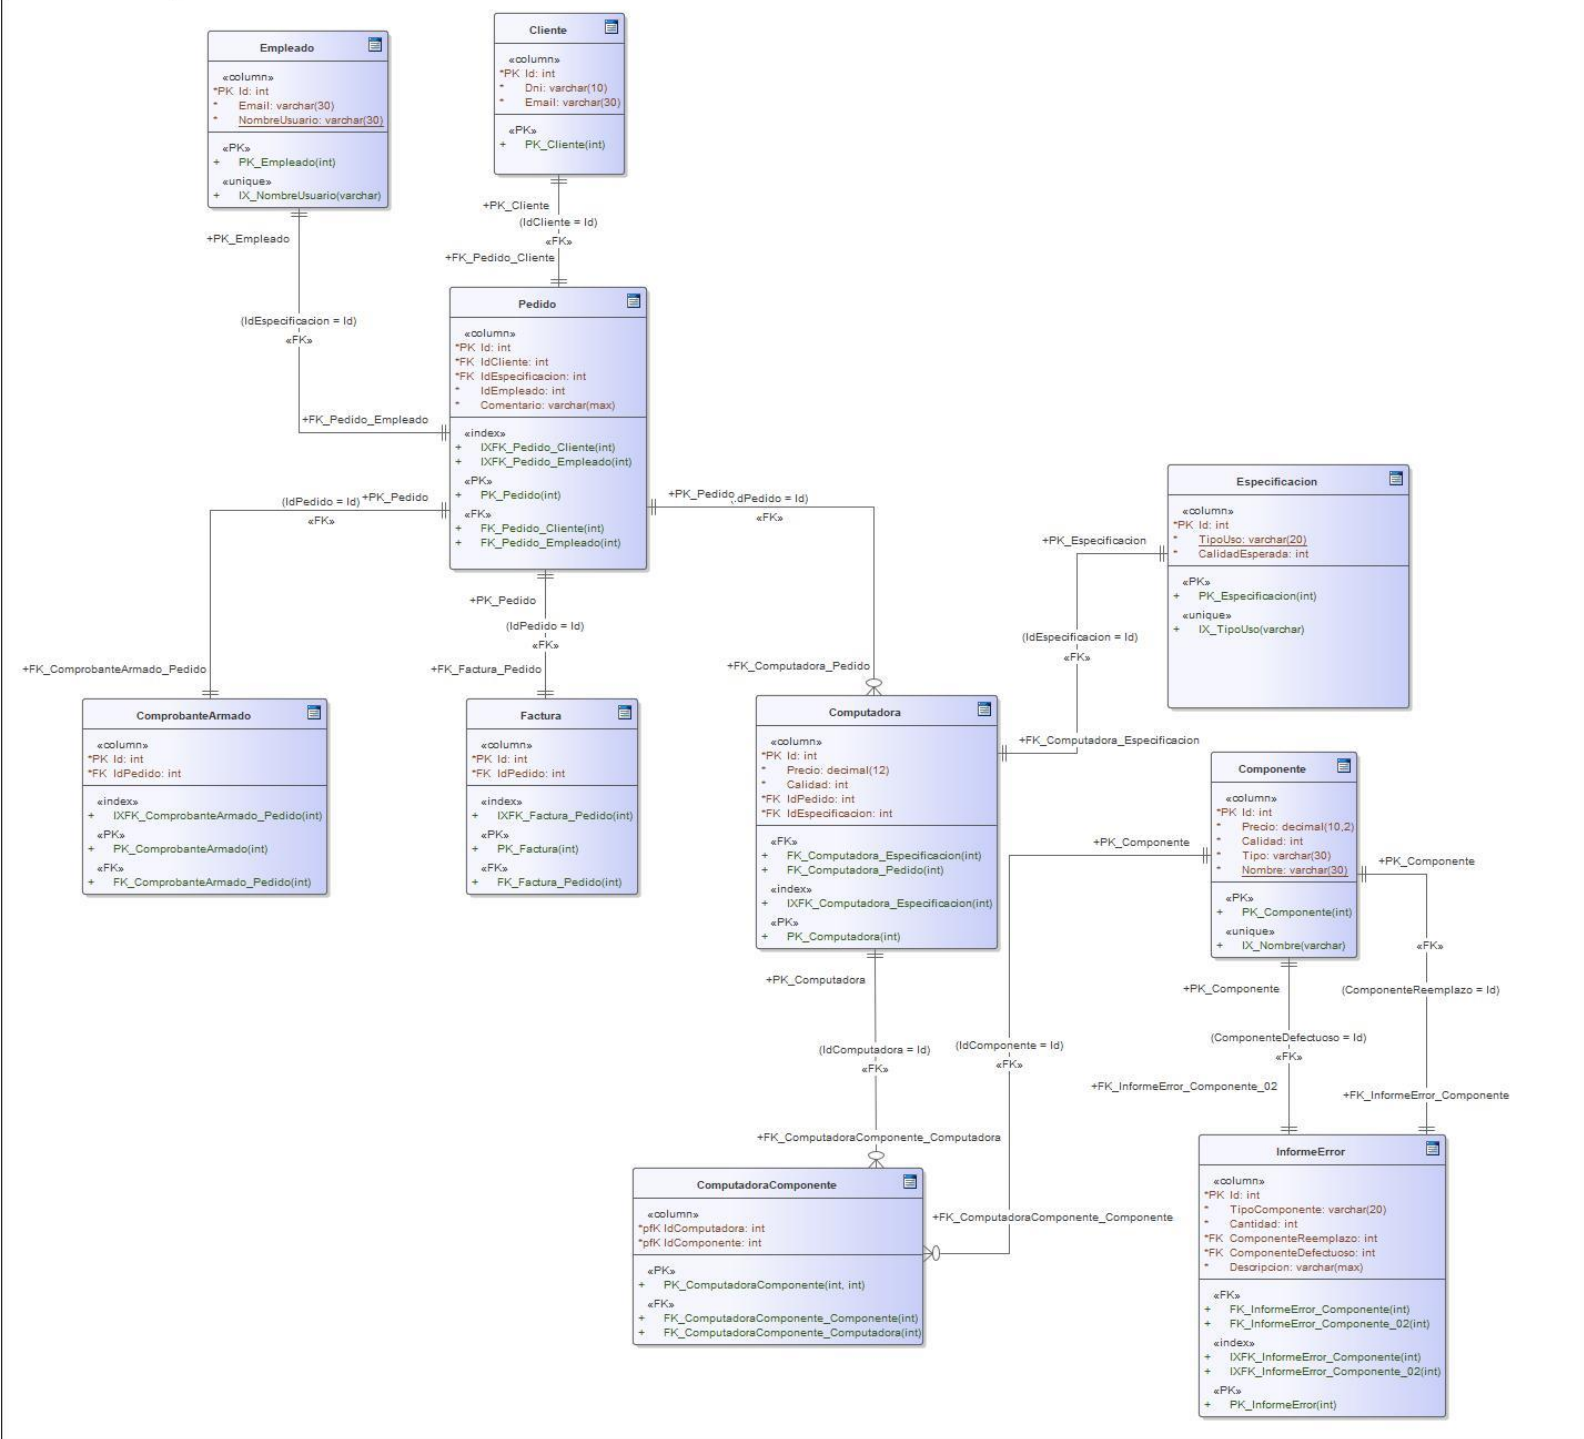 Empleado
«column»
*PK Id: int
* Email: varchar(30)
* NombreUsuario: varchar(30)
«PK»
+ PK_Empleado(int)
«unique»
+ IX_NombreUsuario(varchar)
Cliente
«column»
*PK Id: int
* Dni: varchar(10)
* Email: varchar(30)
«PK»
+ PK_Cliente(int)
+PK_Cliente
(IdCliente = Id)
«FK»
+FK_Pedido_Cliente
+PK_Empleado
(IdEspecificacion = Id)
«FK»
+FK_Pedido_Empleado
Pedido
«column»
*PK Id: int
*FK IdCliente: int
*FK IdEspecificacion: int
* IdEmpleado: int
* Comentario: varchar(max)
«index»
+ IXFK_Pedido_Cliente(int)
+ IXFK_Pedido_Empleado(int)
«PK»
+ PK_Pedido(int)
«FK»
+ FK_Pedido_Cliente(int)
+ FK_Pedido_Empleado(int)
(IdPedido = Id) +PK_Pedido
«FK»
+FK_ComprobanteArmado_Pedido
+PK_Pedido
(IdPedido = Id)
«FK»
+FK_Factura_Pedido
+PK_Pedido
dPedido = Id)
«FK»
+FK_Computadora_Pedido
Especificacion
«column»
*PK Id: int
* TipoUso: varchar(20)
* CalidadEsperada: int
«PK»
+ PK_Especificacion(int)
«unique»
+ IX_TipoUso(varchar)
+PK_Especificacion
(IdEspecificacion = Id)
«FK»
+FK_Computadora_Especificacion
ComprobanteArmado
«column»
*PK Id: int
*FK IdPedido: int
«index»
+ IXFK_ComprobanteArmado_Pedido(int)
«PK»
+ PK_ComprobanteArmado(int)
«FK»
+ FK_ComprobanteArmado_Pedido(int)
Factura
«column»
*PK Id: int
*FK IdPedido: int
«index»
+ IXFK_Factura_Pedido(int)
«PK»
+ PK_Factura(int)
«FK»
+ FK_Factura_Pedido(int)
Computadora
«column»
*PK Id: int
* Precio: decimal(12)
* Calidad: int
*FK IdPedido: int
*FK IdEspecificacion: int
«FK»
+ FK_Computadora_Especificacion(int)
+ FK_Computadora_Pedido(int)
«index»
+ IXFK_Computadora_Especificacion(int)
«PK»
+ PK_Computadora(int)
Componente
«column»
*PK Id: int
* Precio: decimal(10,2)
* Calidad: int
* Tipo: varchar(30)
* Nombre: varchar(30)
«PK»
+ PK_Componente(int)
«unique»
+ IX_Nombre(varchar)
+PK_Computadora
(IdComputadora = Id)
«FK»
+FK_ComputadoraComponente_Computadora
+PK_Componente
(IdComponente = Id)
«FK»
+FK_ComputadoraComponente_Componente
+PK_Componente
(ComponenteDefectuoso = Id)
«FK»
+FK_InformeError_Componente_02
+PK_Componente
«FK»
(ComponenteReemplazo = Id)
+FK_InformeError_Componente
ComputadoraComponente
«column»
*pfK IdComputadora: int
*pfK IdComponente: int
«PK»
+ PK_ComputadoraComponente(int, int)
«FK»
+ FK_ComputadoraComponente_Componente(int)
+ FK_ComputadoraComponente_Computadora(int)
InformeError
«column»
*PK Id: int
* TipoComponente: varchar(20)
* Cantidad: int
*FK ComponenteReemplazo: int
*FK ComponenteDefectuoso: int
* Descripcion: varchar(max)
«FK»
+ FK_InformeError_Componente(int)
+ FK_InformeError_Componente_02(int)
«index»
+ IXFK_InformeError_Componente(int)
+ IXFK_InformeError_Componente_02(int)
«PK»
+ PK_InformeError(int)